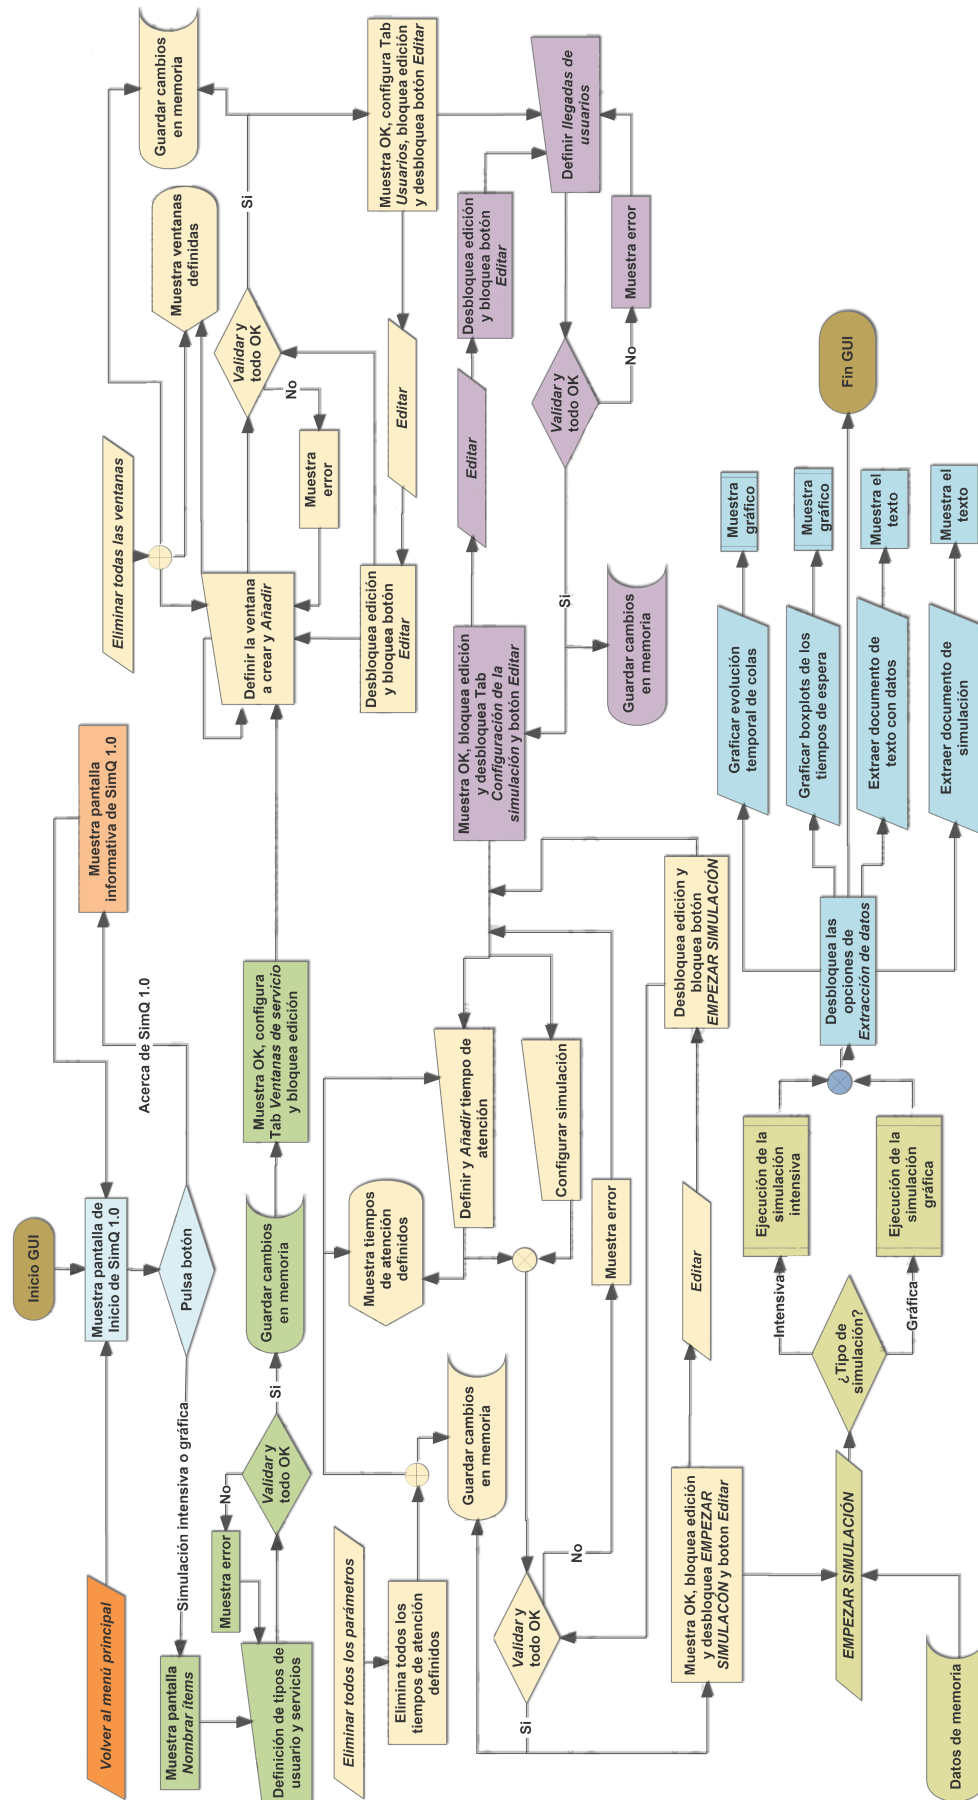 Inicio GUI
Volver al menú principal
Muestra pantalla de
Inicio de SimQ 1.0
Muestra pantalla
informativa de SimQ 1.0
Acerca de SimQ 1.0
Pulsa botón
Simulación intensiva o gráfica
Muestra pantalla
Nombrar ítems
Muestra error
No
Definición de tipos de
usuario y servicios
Validar y
todo OK
Si
Guardar cambios
en memoria
Muestra OK, configura
Tab Ventanas de servicio
y bloquea edición
Eliminar todas las ventanas
Definir la ventana
a crear y Añadir
Muestra ventanas
definidas
Guardar cambios
en memoria
Validar y
todo OK
Si
No
Muestra
error
Desbloquea edición
y bloquea botón
Editar
Editar
Muestra OK, configura Tab
Usuarios, bloquea edición
y desbloquea botón Editar
Definir llegadas de
usuarios
Desbloquea edición
y bloquea botón
Editar
Editar
Validar y
todo OK
No
Muestra error
Si
Guardar cambios
en memoria
Muestra OK, bloquea edición
y desbloquea Tab
Configuración de la
simulación y botón Editar
Eliminar todos los parámetros
Elimina todos los
tiempos de atención
definidos
Guardar cambios
en memoria
Muestra tiempos
de atención
definidos
Definir y Añadir tiempo de
atención
Configurar simulación
Validar y
todo OK
Si
No
Muestra error
Desbloquea edición y
bloquea botón
EMPEZAR SIMULACIÓN
Editar
Muestra OK, bloquea edición
y desbloquea EMPEZAR
SIMULACÓN y boton Editar
Datos de memoria
EMPEZAR SIMULACIÓN
¿Tipo de
simulación?
Intensiva
Gráfica
Ejecución de la
simulación
intensiva
Ejecución de la
simulación
gráfica
Desbloquea las
opciones de
Extracción de datos
Graficar evolución
temporal de colas
Muestra
gráfico
Graficar boxplots de los
tiempos de espera
Muestra
gráfico
Extraer documento de
texto con datos
Muestra el
texto
Extraer documento de
simulación
Muestra el
texto
Fin GUI